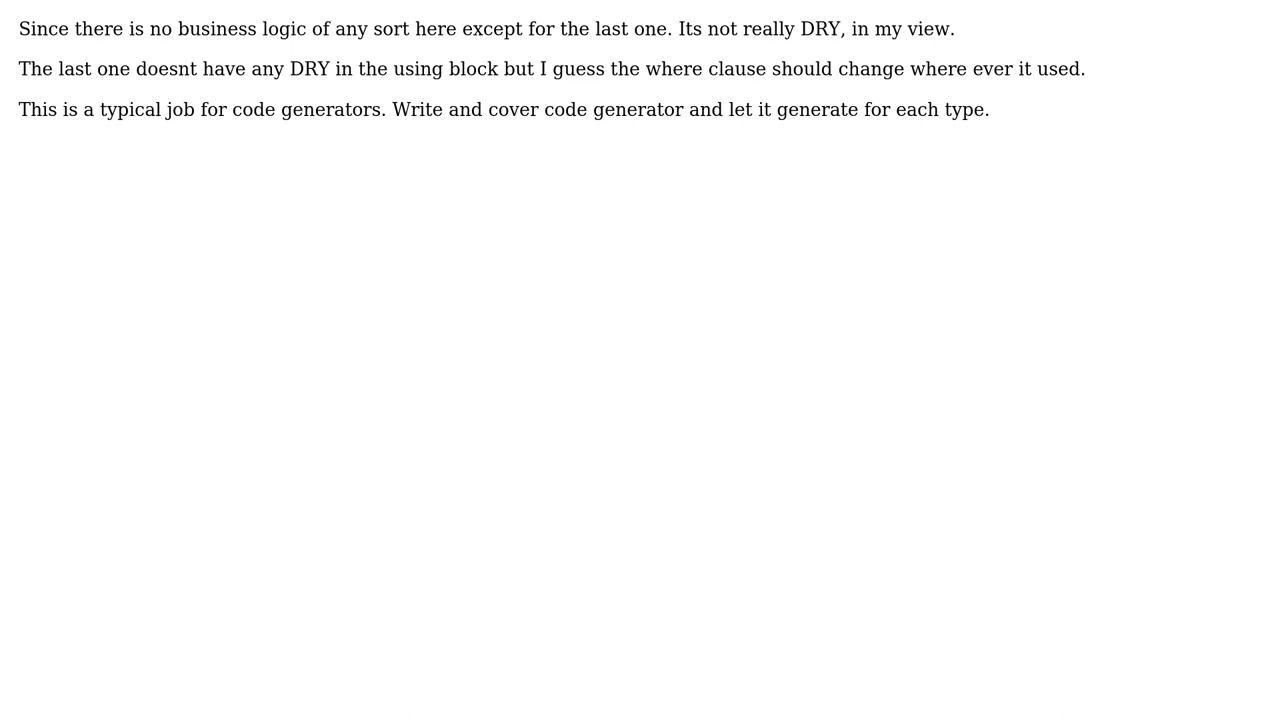 Since there is no business logic of any sort here except for the last one. Its not really DRY, in my view.
The last one doesnt have any DRY in the using block but I guess the where clause should change where ever it used.
This is a typical job for code generators. Write and cover code generator and let it generate for each type.